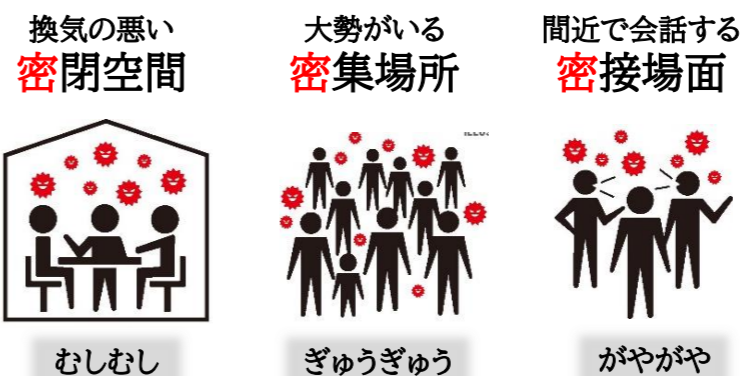 換気の悪い
密閉空間
むしむし
大勢がいる
密集場所
ぎゅうぎゅう
間近で会話する
密接場面
がやがや